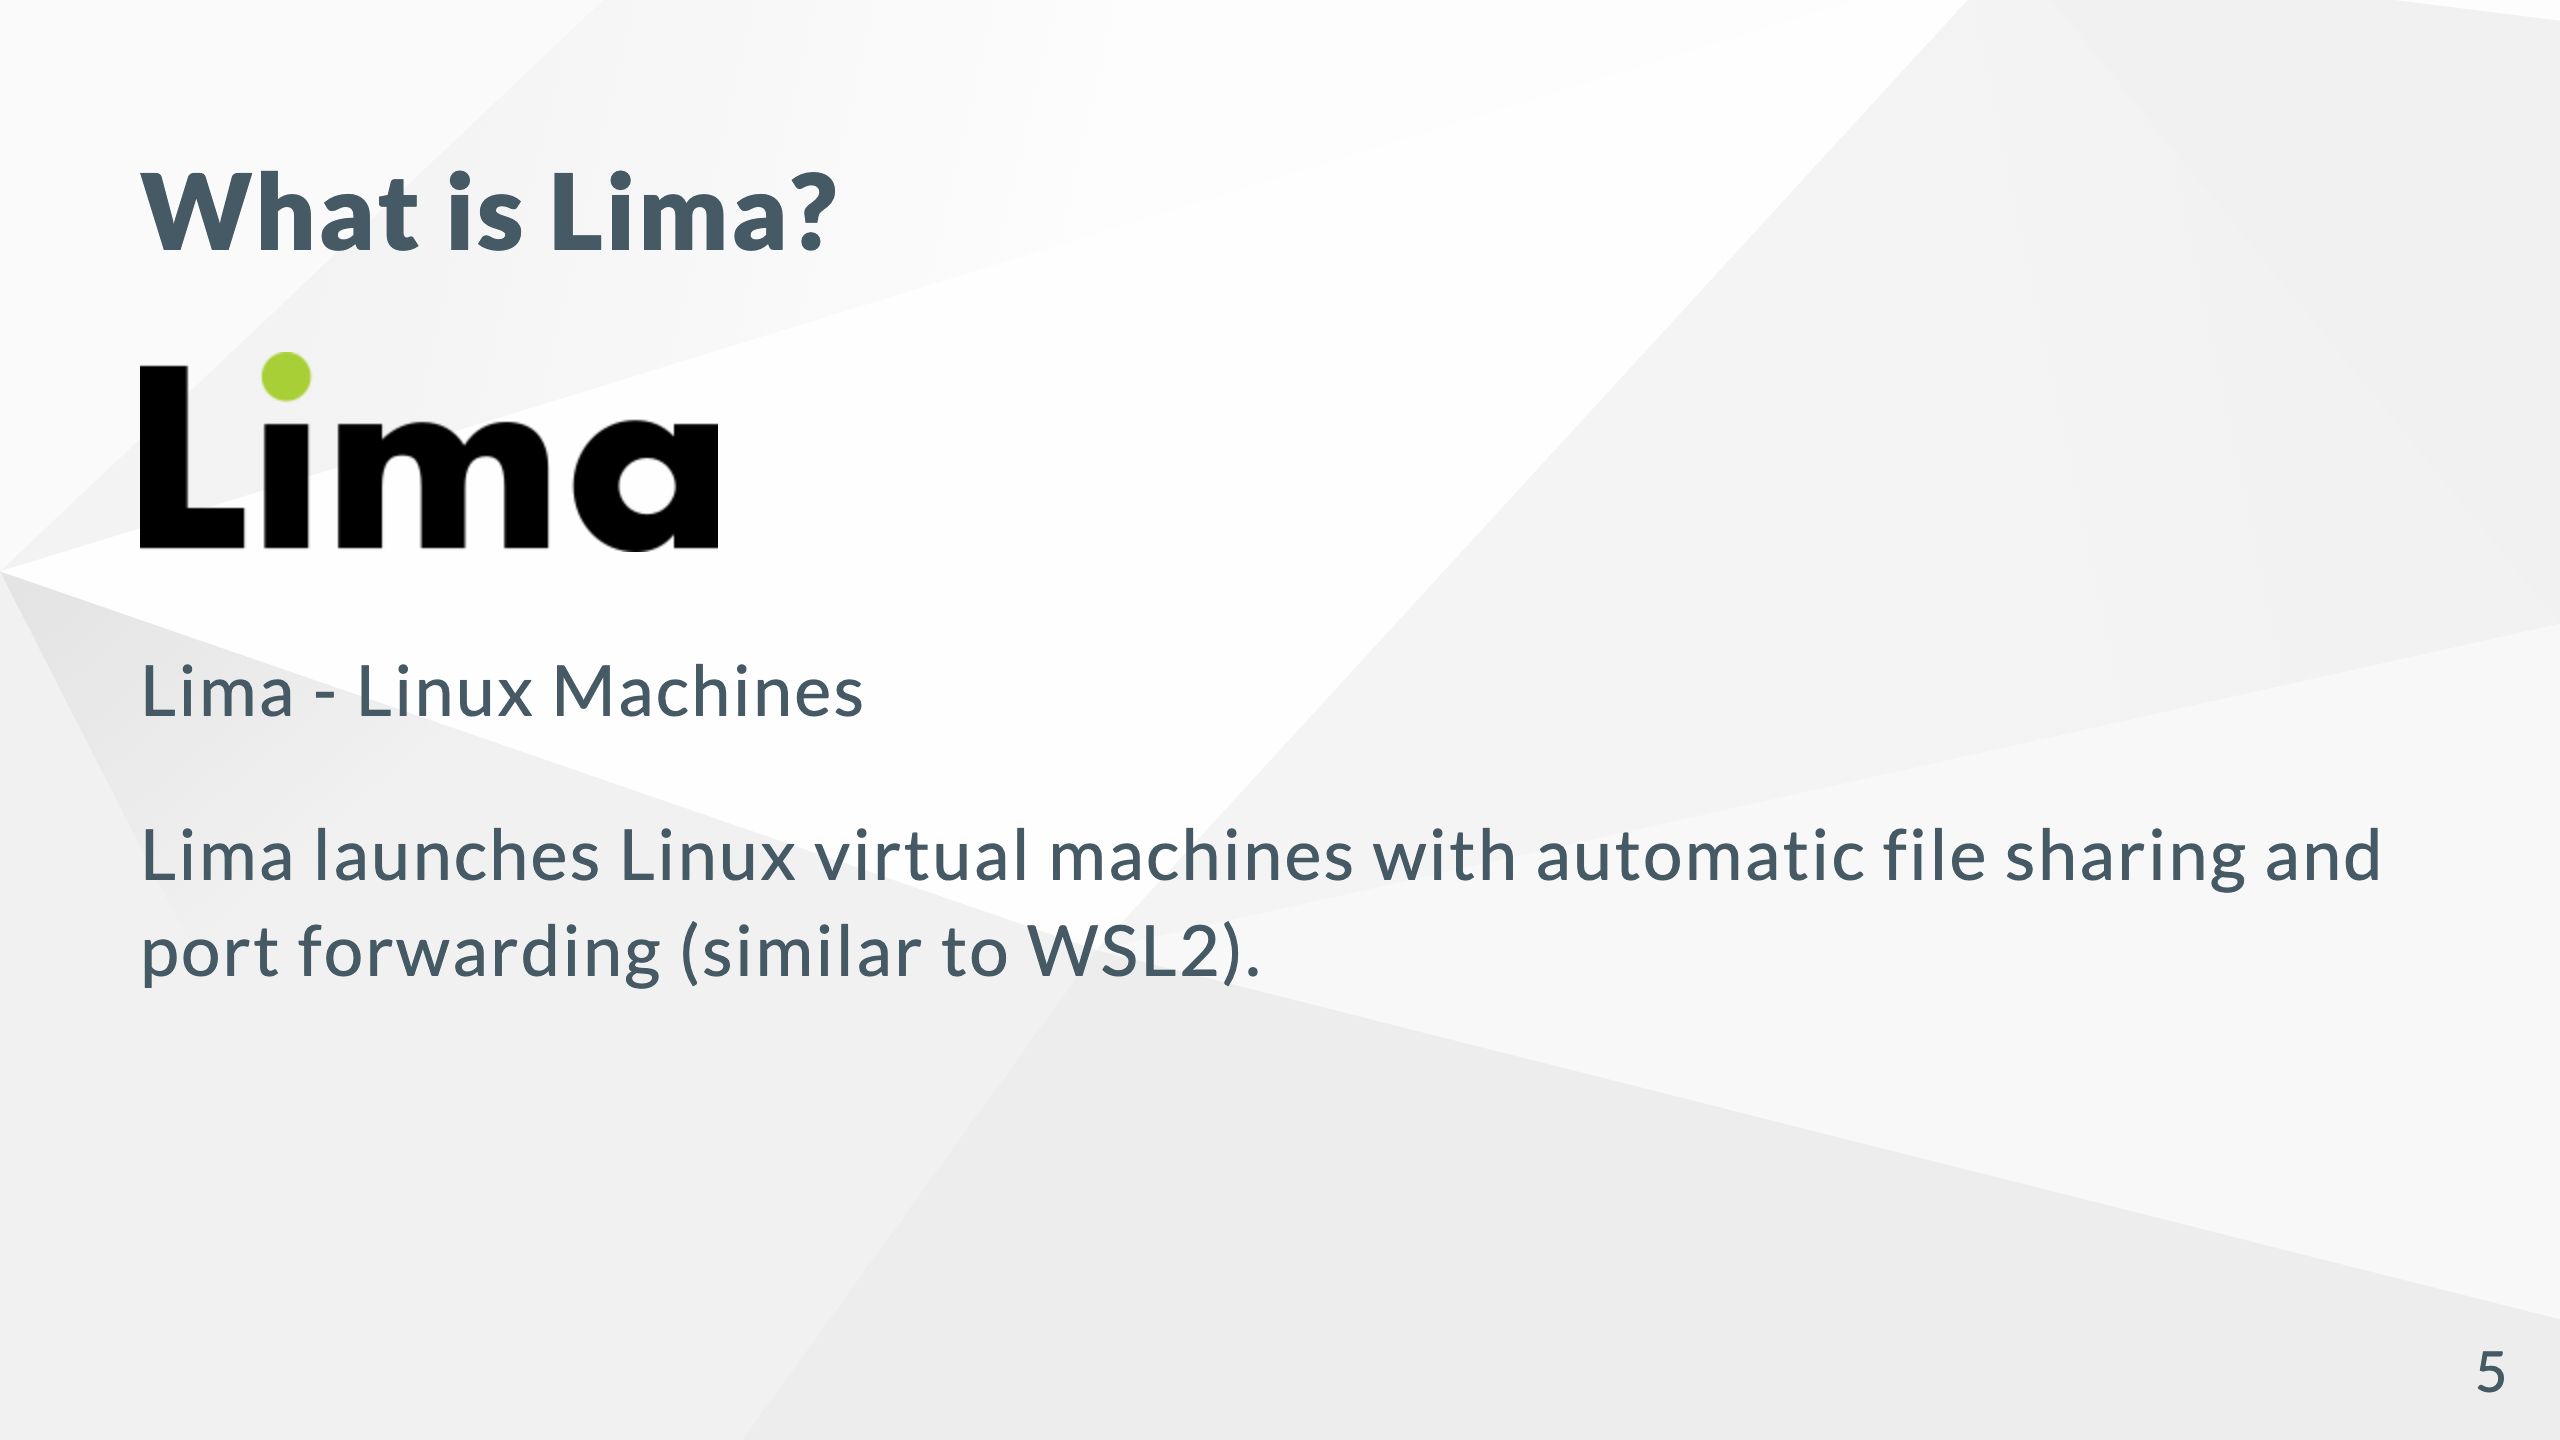 What is Lima?
Lima
Lima - Linux Machines
Lima launches Linux virtual machines with automatic file sharing and
port forwarding (similar to WSL2).
5